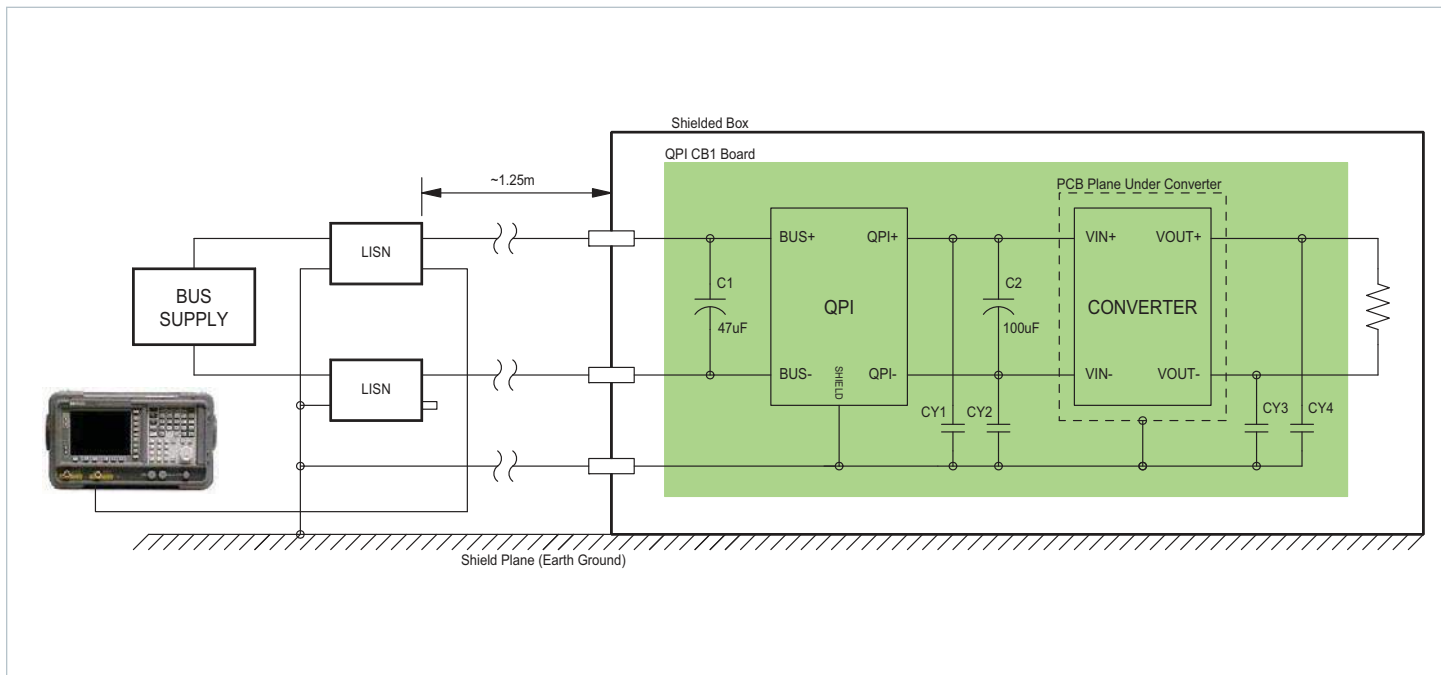 Shielded Box
QPI CB1 Board
~1.25m
PCB Plane Under Converter
LISN
BUS+
QPI+
VIN+
VOUT+
BUS
SUPPLY
C1
47uF
QPI
C2
100uF
CONVERTER
LISN
BUS-
SHIELD
QPI-
VIN-
VOUT-
CY1
CY2
CY3
CY4
Shield Plane (Earth Ground)